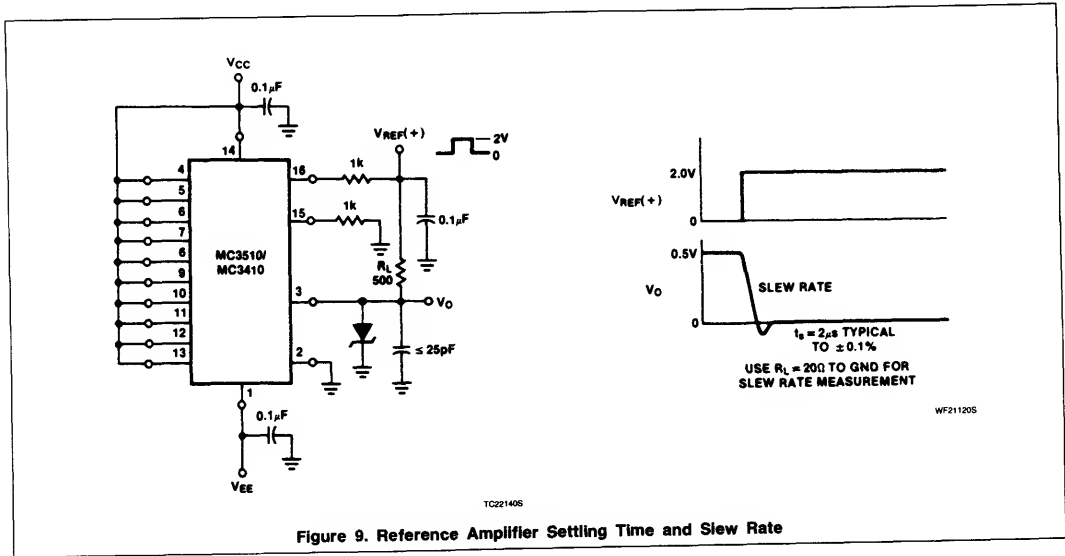 VCC
0.1µF
14
VREF(+)
2V
0
4
5
6
7
6
9
10
11
12
13
16
1k
15
1k
0.1µF
MC3510/
MC3410
RL
500
3
VO
≤ 25pF
2
1
0.1µF
VEE
TC22140S
2.0V
VREF(+)
0
0.5V
VO
SLEW RATE
0
ts = 2µs TYPICAL
TO ±0.1%
USE RL = 20Ω TO GND FOR
SLEW RATE MEASUREMENT
WF21120S
Figure 9. Reference Amplifier Settling Time and Slew Rate